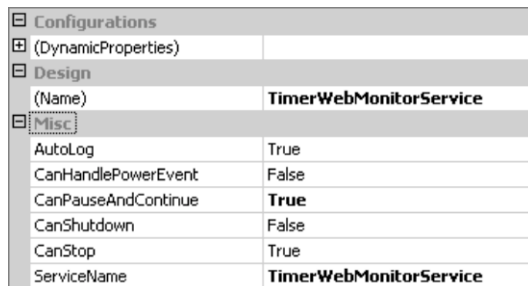 Configurations
(DynamicProperties)
Design
(Name) TimerWebMonitorService
Misc
AutoLog True
CanHandlePowerEvent False
CanPauseAndContinue True
CanShutdown False
CanStop True
ServiceName TimerWebMonitorService